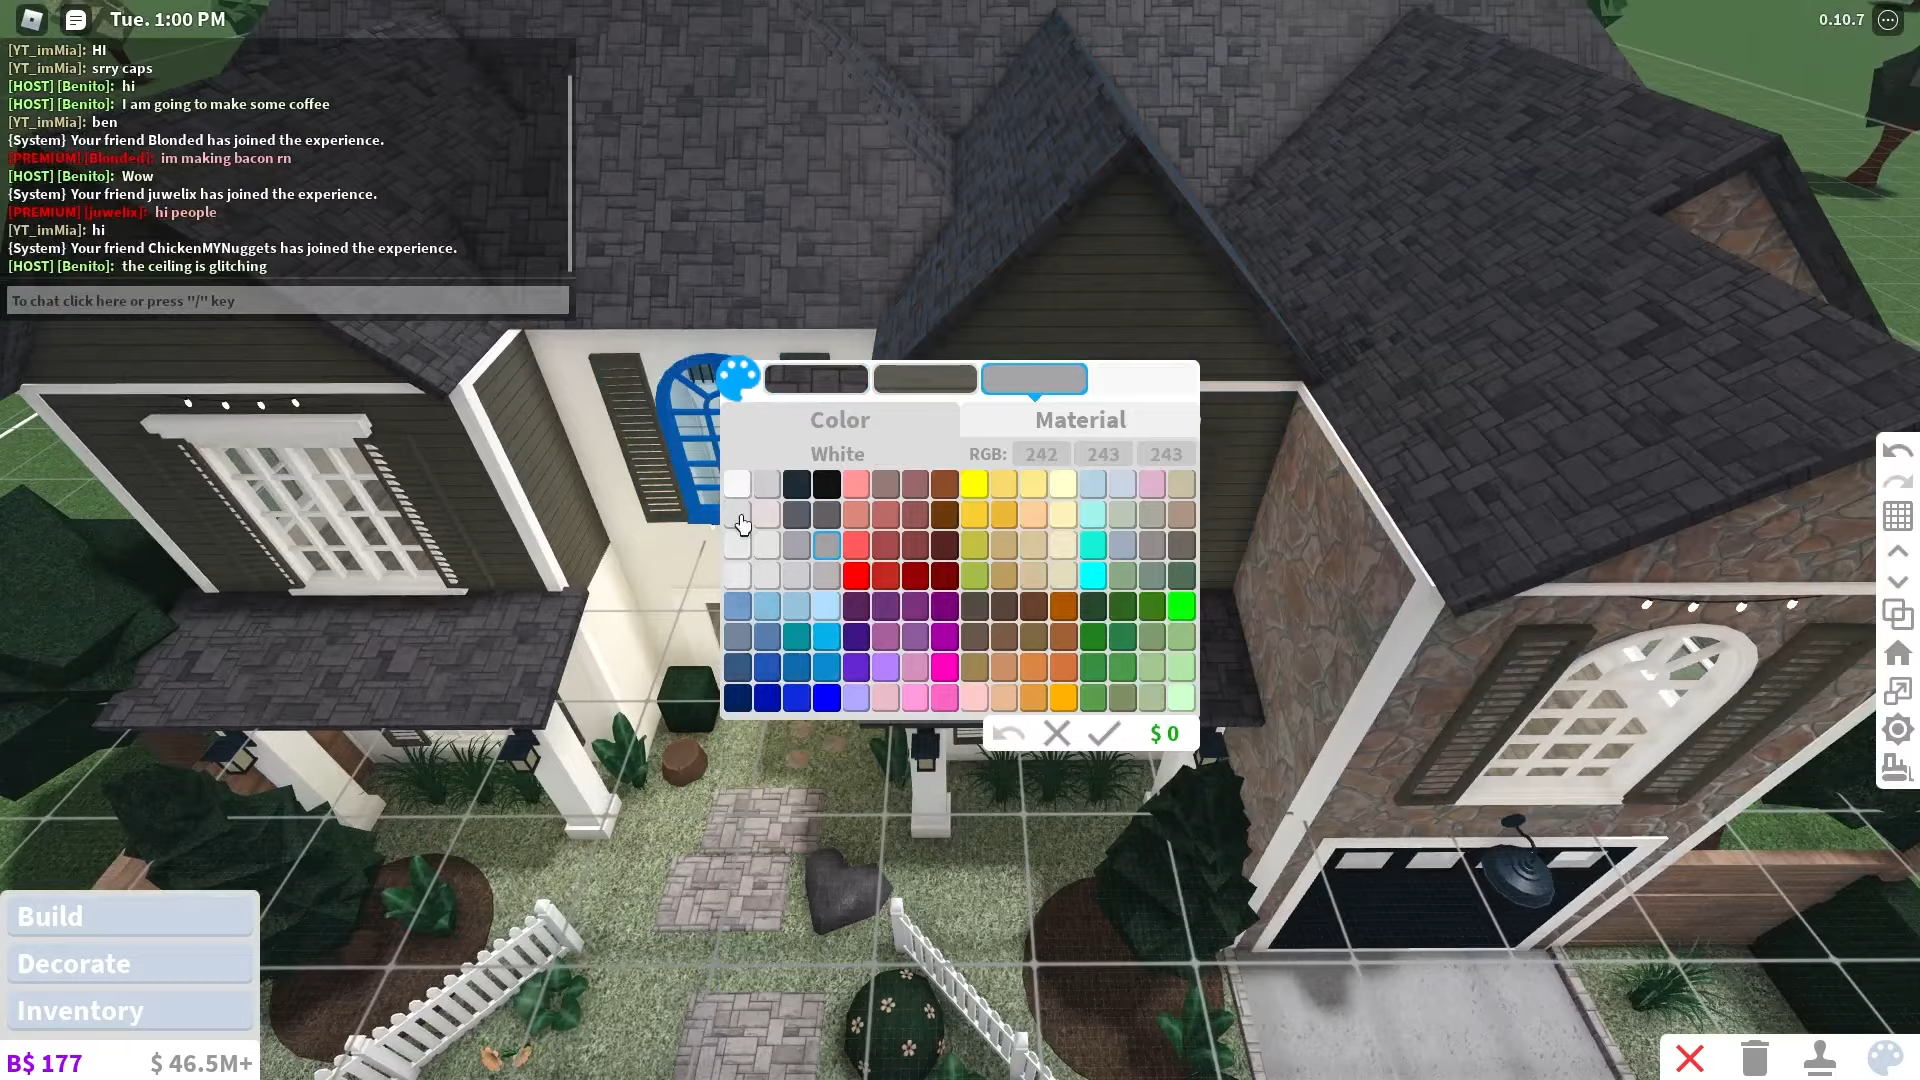 Tue. 1:00 PM
0.10.7
[YT_imMia]: HI
[YT_imMia]: srry caps
[HOST] [Benito]: hi
[HOST] [Benito]: I am going to make some coffee
[YT_imMia]: ben
{System} Your friend Blonded has joined the experience.
[PREMIUM] [Blonded]: im making bacon rn
[HOST] [Benito]: Wow
{System} Your friend juwelix has joined the experience.
[PREMIUM] [juwelix]: hi people
[YT_imMia]: hi
{System} Your friend ChickenMYNuggets has joined the experience.
[HOST] [Benito]: the ceiling is glitching
To chat click here or press "/" key
Color Material
White RGB: 242 243 243
$ 0
Build
Decorate
Inventory
B$ 177 $ 46.5M+